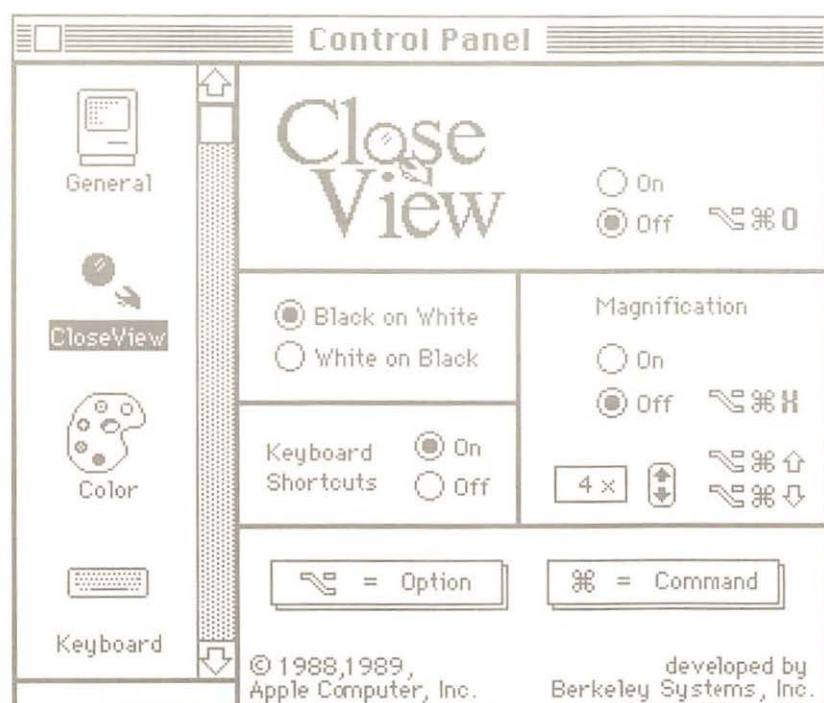 Control Panel
General
CloseView
Color
Keyboard
Close
View
On
Off ⌥⌘O
Black on White
White on Black
Keyboard
Shortcuts
On
Off
Magnification
On
Off ⌥⌘X
4 x ⌥⌘⇧
⌥⌘⇩
⌥ = Option
⌘ = Command
© 1988,1989,
Apple Computer, Inc.
developed by
Berkeley Systems, Inc.